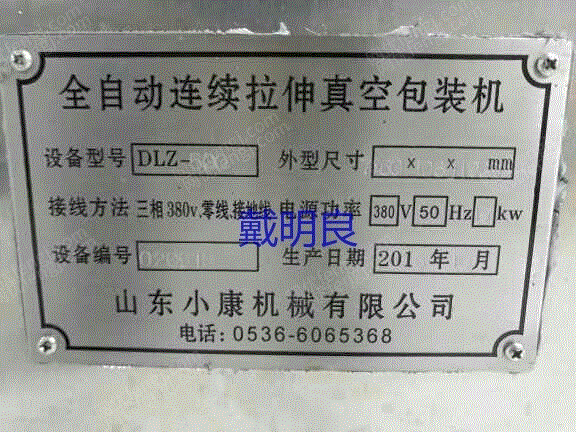 全自动连续拉伸真空包装机
设备型号 DLZ- 外型尺寸 x x mm
接线方法 三相380v.零线.接地线 电源功率 380 V 50 Hz kw
戴明良
设备编号 生产日期 201 年 月
山东小康机械有限公司
电话: 0536-6065368